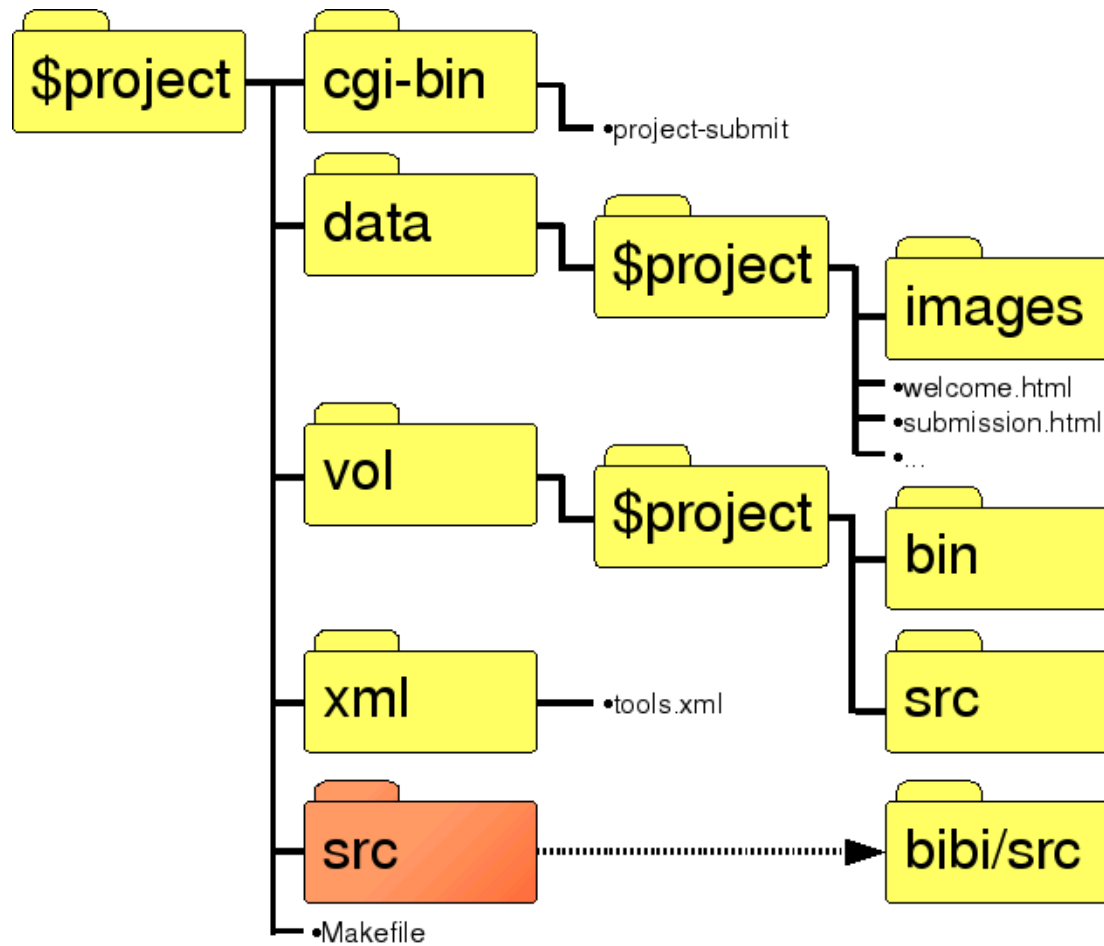 $project
cgi-bin
•project-submit
data
$project
images
•welcome.html
•submission.html
•...
vol
$project
bin
src
xml
•tools.xml
src
bibi/src
•Makefile